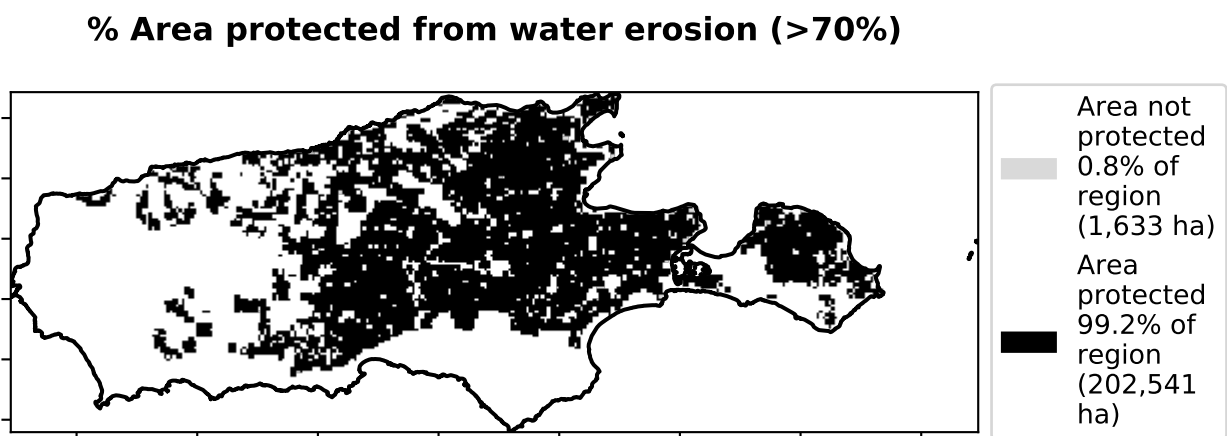 % Area protected from water erosion (>70%)
Area not
protected
0.8% of
region
(1,633 ha)
Area
protected
99.2% of
region
(202,541
ha)